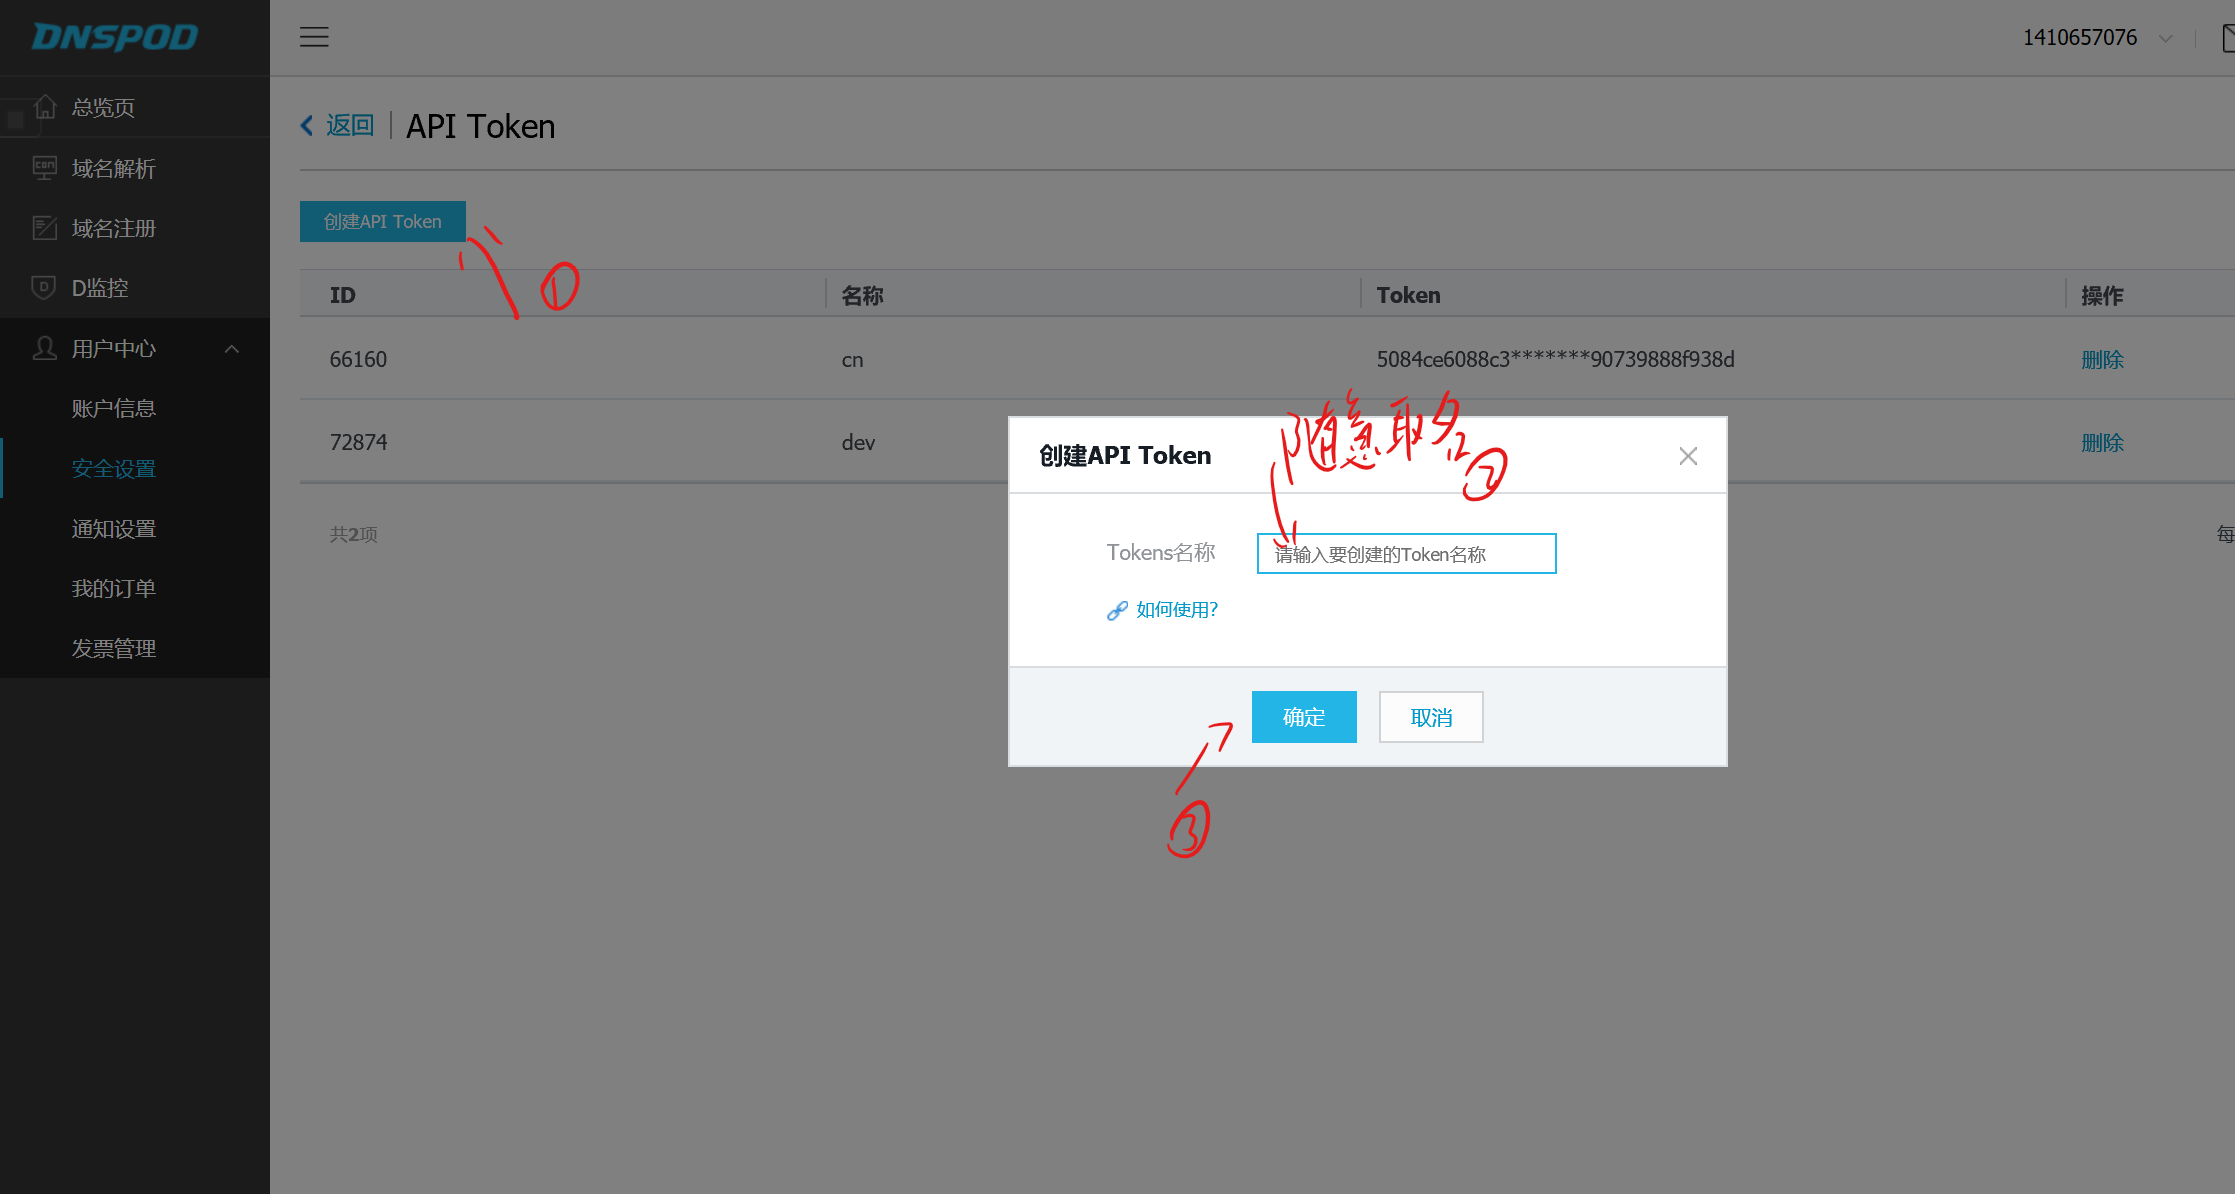 DNSPOD
1410657076
总览页
域名解析
域名注册
D监控
用户中心
账户信息
安全设置
通知设置
我的订单
发票管理
返回 | API Token
创建API Token
①
ID 名称 Token 操作
66160 cn 5084ce6088c3*******90739888f938d 删除
72874 dev 删除
共2项
每
随意取名
②
创建API Token
Tokens名称 请输入要创建的Token名称
如何使用?
确定 取消
③